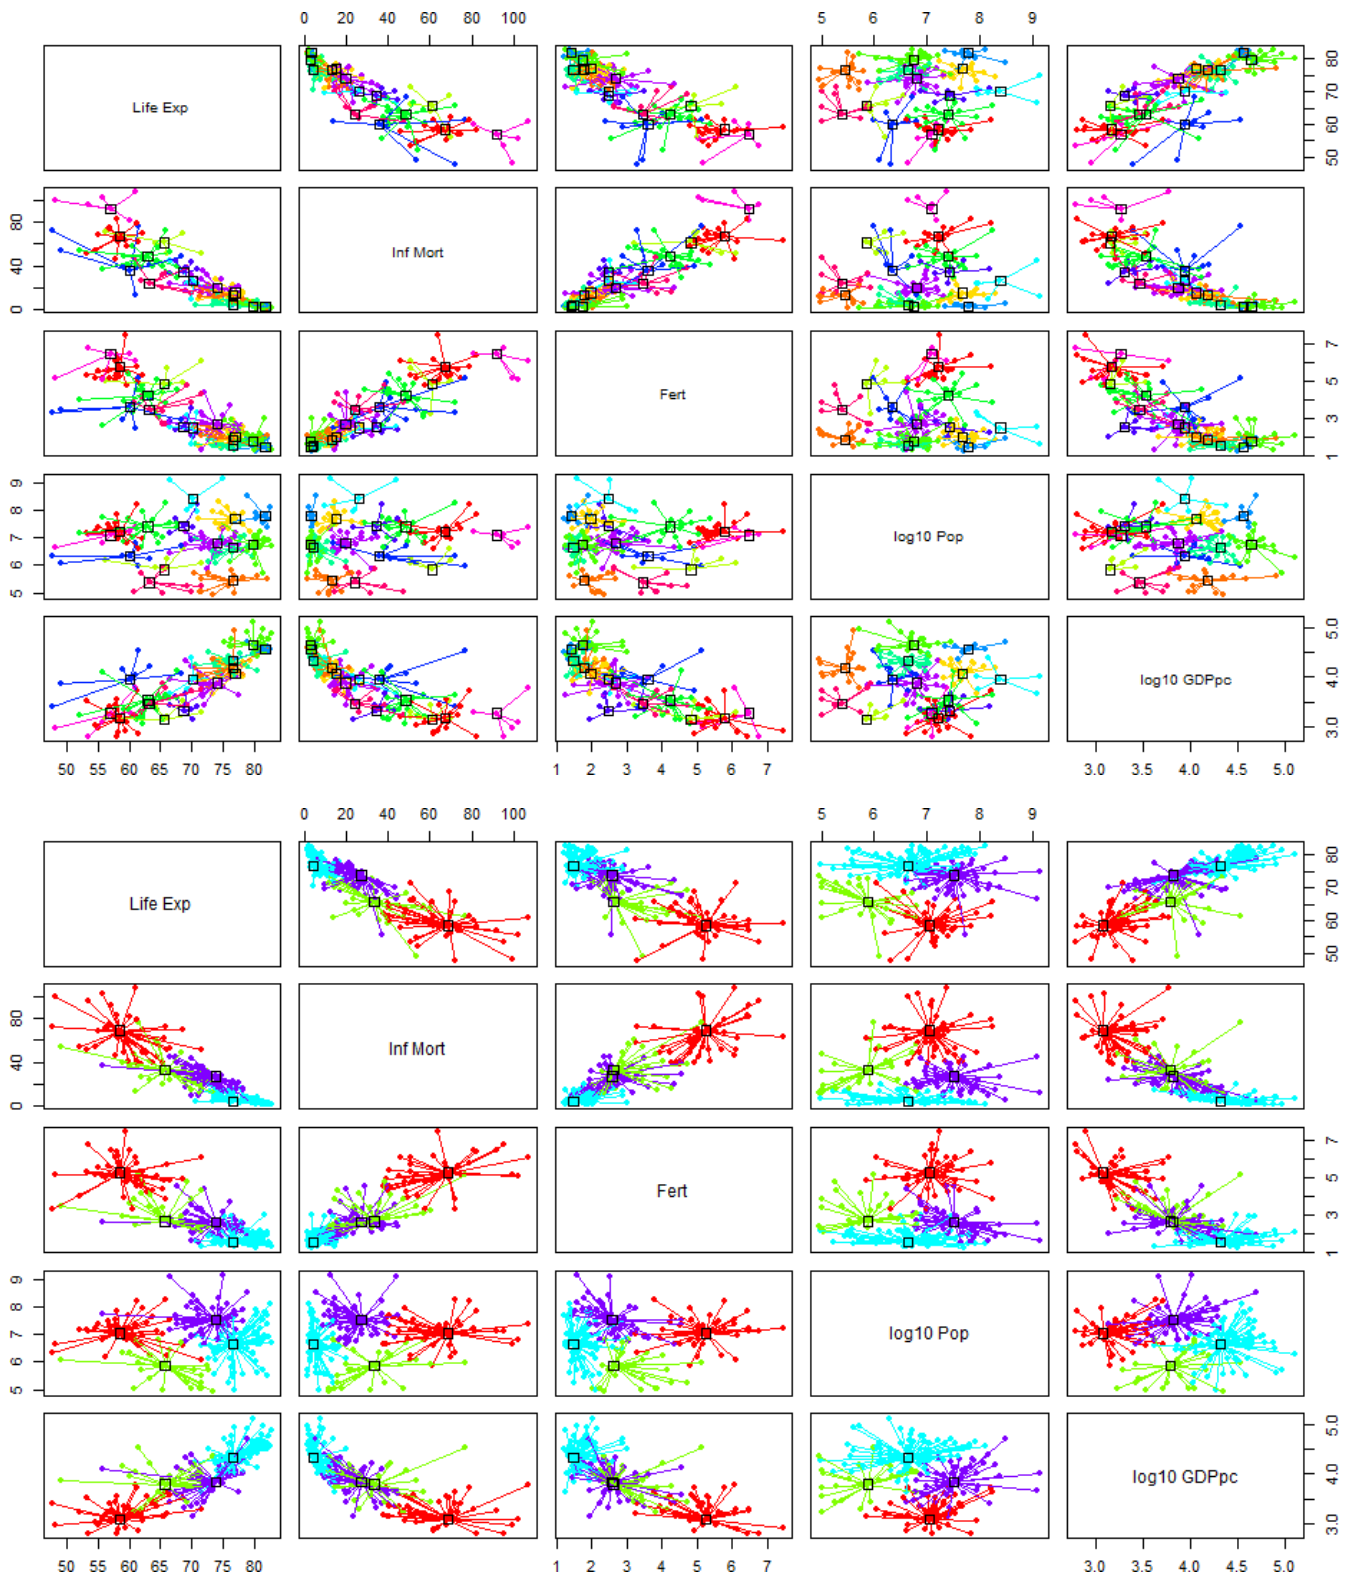 0 20 40 60 80 100 5 6 7 8 9
Life Exp
50 60 70 80
0 40 80
Inf Mort
Fert
1 3 5 7
5 6 7 8 9
log10 Pop
log10 GDPpc
3.0 4.0 5.0
50 55 60 65 70 75 80 1 2 3 4 5 6 7 3.0 3.5 4.0 4.5 5.0
0 20 40 60 80 100 5 6 7 8 9
Life Exp
50 60 70 80
0 40 80
Inf Mort
Fert
1 3 5 7
5 6 7 8 9
log10 Pop
log10 GDPpc
3.0 4.0 5.0
50 55 60 65 70 75 80 1 2 3 4 5 6 7 3.0 3.5 4.0 4.5 5.0